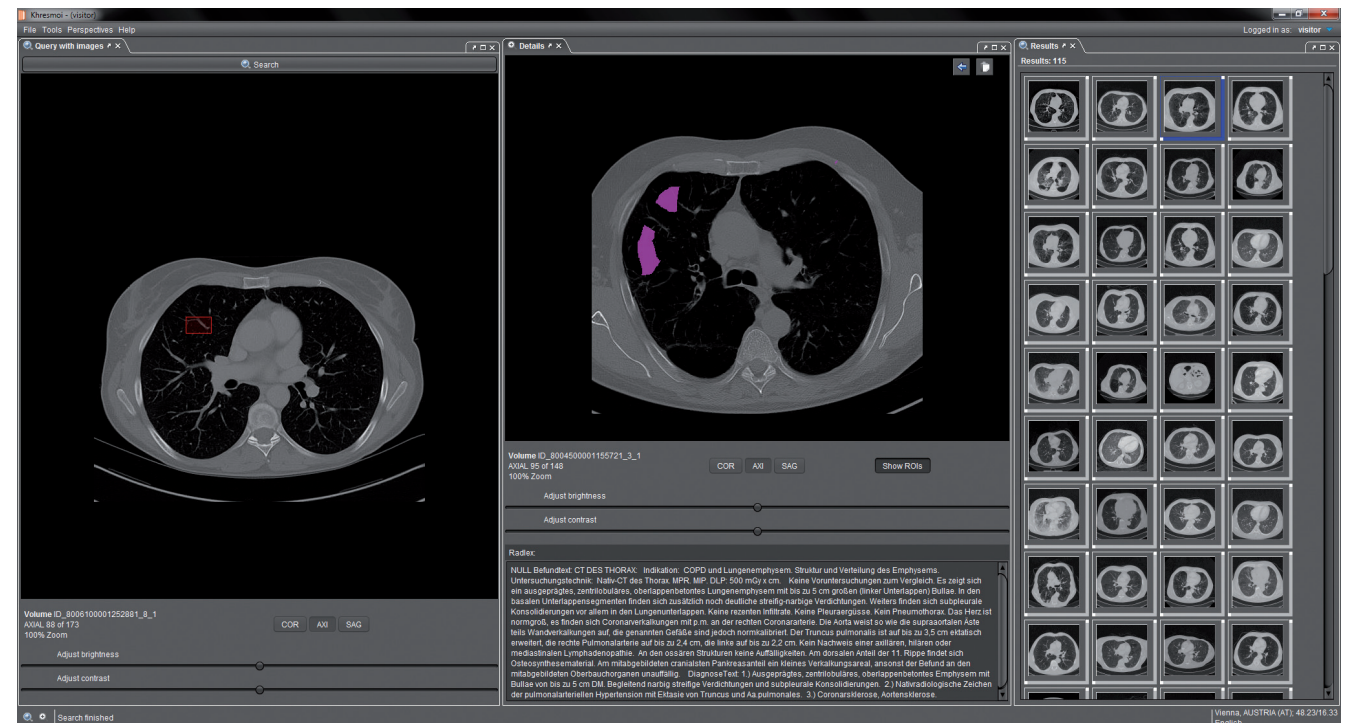 Khresmoi - (visitor)
File Tools Perspectives Help
Logged in as: visitor
Query with images
Search
Volume ID_8006100001252881_8_1
AXIAL 88 of 173
100% Zoom
COR AXI SAG
Adjust brightness
Adjust contrast
Details
Volume ID_8004500001155721_3_1
AXIAL 95 of 148
100% Zoom
COR AXI SAG
Show ROIs
Adjust brightness
Adjust contrast
Radlex:
NULL Befundtext: CT DES THORAX: Indikation: COPD und Lungenemphysem. Struktur und Verteilung des Emphysems.
Untersuchungstechnik: Nativ-CT des Thorax. MPR, MIP. DLP: 500 mGy x cm. Keine Voruntersuchungen zum Vergleich. Es zeigt sich
ein ausgeprägtes, zentrilobuläres, oberlappenbetontes Lungenemphysem mit bis zu 5 cm großen (linker Unterlappen) Bullae. In den
basalen Unterlappensegmenten finden sich zusätzlich noch deutliche streifig-narbige Verdichtungen. Weiters finden sich subpleurale
Konsolidierungen vor allem in den Lungenunterlappen. Keine rezenten Infiltrate. Keine Pleuraergüsse. Kein Pneumothorax. Das Herz ist
normgroß, es finden sich Coronarverkalkungen mit p.m. an der rechten Coronararterie. Die Aorta weist so wie die supraaortalen Äste
teils Wandverkalkungen auf, die genannten Gefäße sind jedoch normkalibriert. Der Truncus pulmonalis ist auf bis zu 3,5 cm ektatisch
erweitert, die rechte Pulmonalarterie auf bis zu 2,4 cm, die linke auf bis zu 2,2 cm. Kein Nachweis einer axillären, hilären oder
mediastinalen Lymphadenopathie. An den ossären Strukturen keine Auffälligkeiten. Am dorsalen Anteil der 11. Rippe findet sich
Osteosynthesematerial. Am mitabgebildeten cranialsten Pankreasanteil ein kleines Verkalkungsareal, ansonst der Befund an den
mitabgebildeten Oberbauchorganen unauffällig. DiagnoseText: 1.) Ausgeprägtes, zentrilobuläres, oberlappenbetontes Emphysem mit
Bullae von bis zu 5 cm DM. Begleitend narbig streifige Verdichtungen und subpleurale Konsolidierungen. 2.) Nativradiologische Zeichen
der pulmonalarteriellen Hypertension mit Ektasie von Truncus und Aa.pulmonales. 3.) Coronarsklerose, Aortensklerose.
Results
Results: 115
Search finished
Vienna, AUSTRIA (AT); 48.23/16.33
English